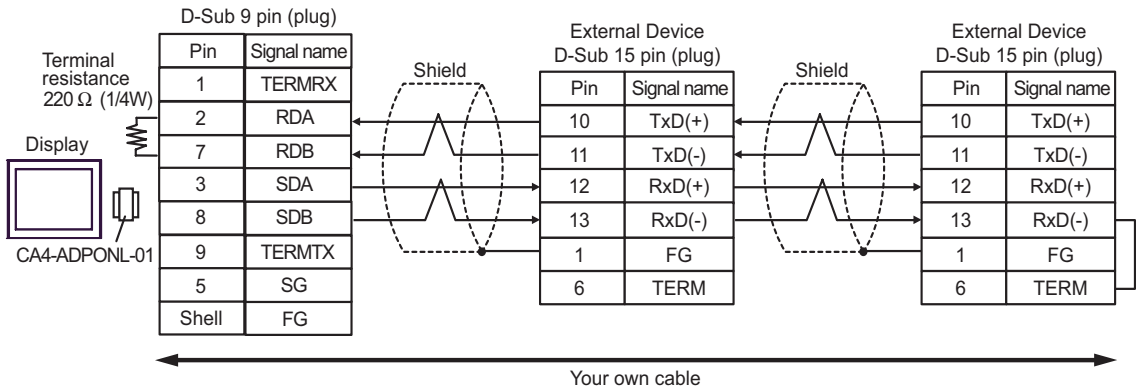 D-Sub 9 pin (plug)
Pin Signal name
1 TERMRX
2 RDA
7 RDB
3 SDA
8 SDB
9 TERMTX
5 SG
Shell FG
Terminal
resistance
220 Ω (1/4W)
Display
CA4-ADPONL-01
Shield
External Device
D-Sub 15 pin (plug)
Pin Signal name
10 TxD(+)
11 TxD(-)
12 RxD(+)
13 RxD(-)
1 FG
6 TERM
Shield
External Device
D-Sub 15 pin (plug)
Pin Signal name
10 TxD(+)
11 TxD(-)
12 RxD(+)
13 RxD(-)
1 FG
6 TERM
Your own cable